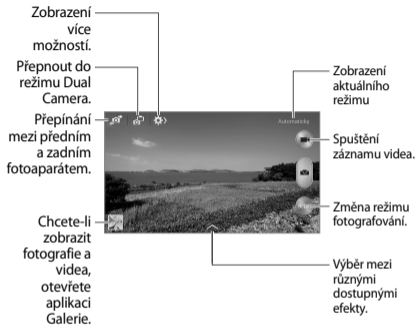 Zobrazení
více
možností.
Přepnout do
režimu Dual
Camera.
Přepínání
mezi předním
a zadním
fotoaparátem.
Chcete-li
zobrazit
fotografie a
videa,
otevřete
aplikaci
Galerie.
Automaticky
Zobrazení
aktuálního
režimu
Spuštění
záznamu videa.
Změna režimu
fotografování.
Výběr mezi
různými
dostupnými
efekty.